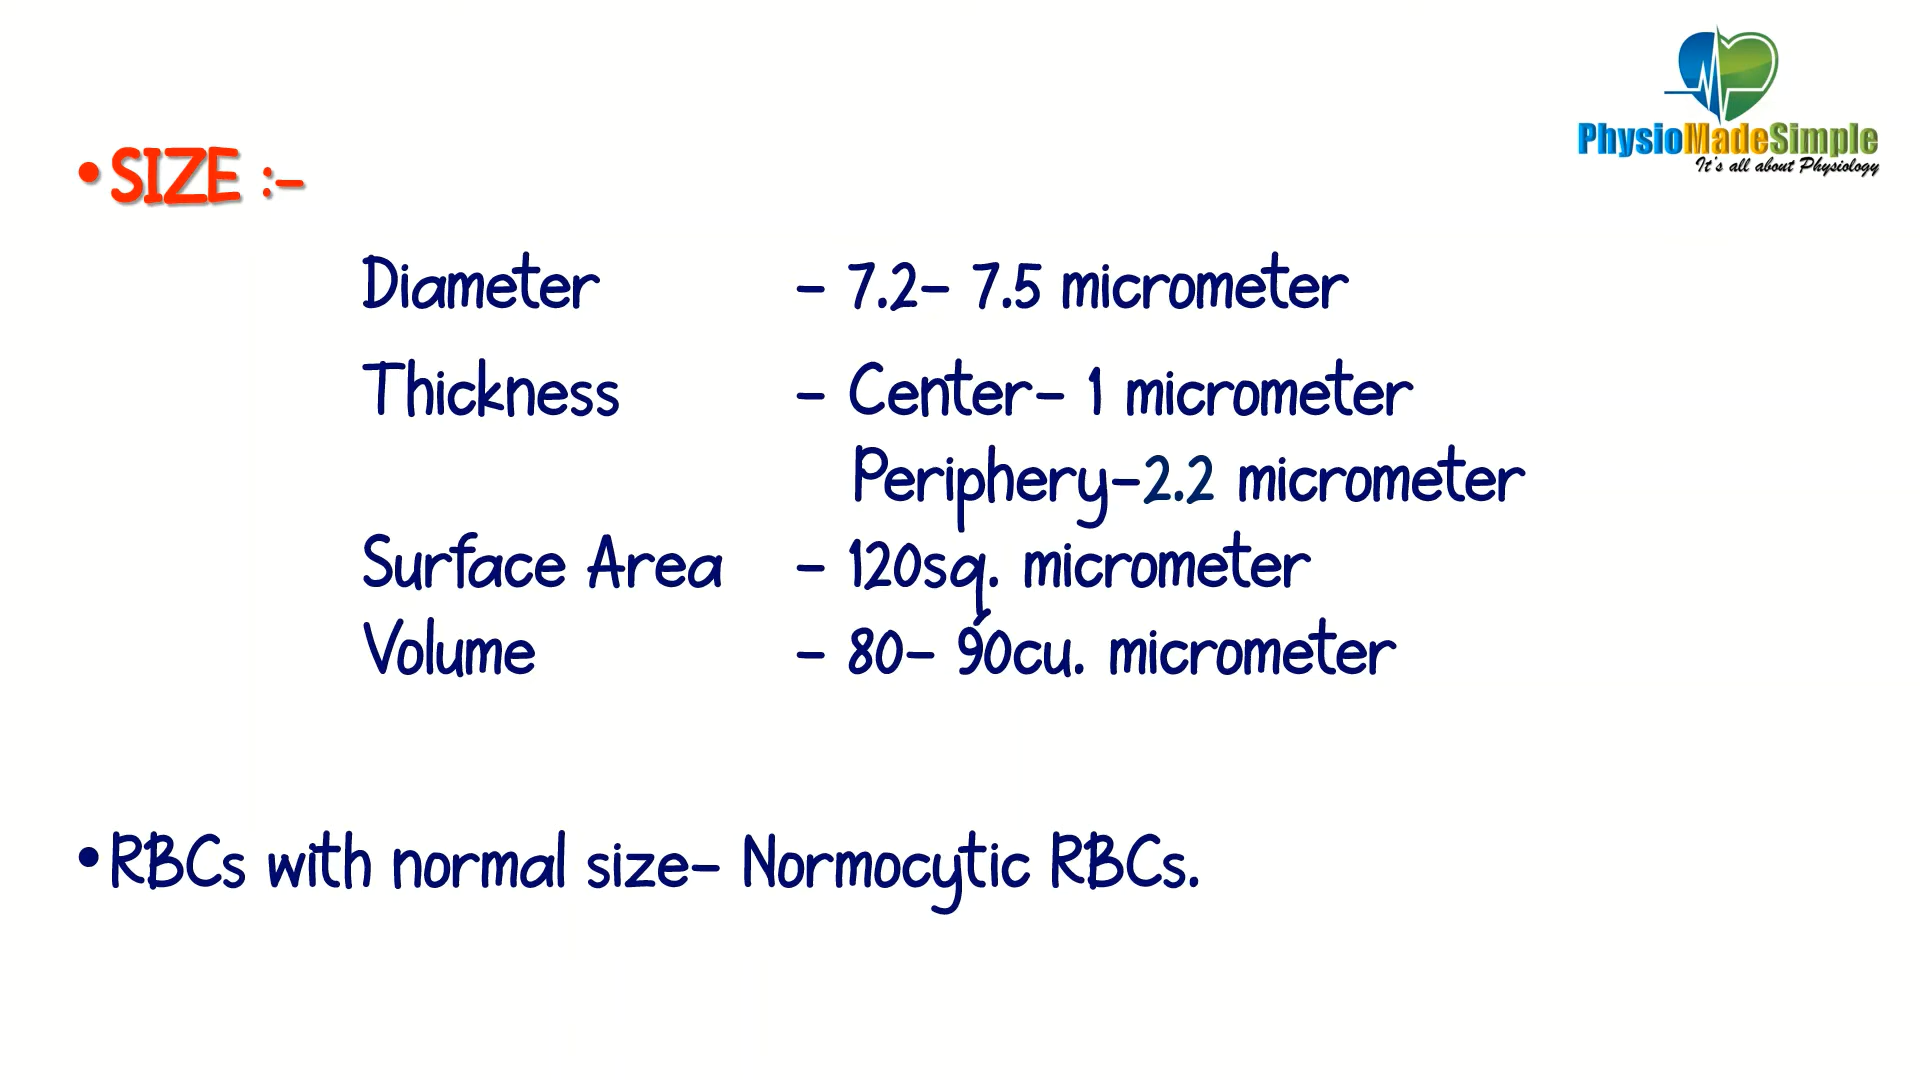 PhysioMadeSimple
It's all about Physiology
•SIZE :-
Diameter - 7.2- 7.5 micrometer
Thickness - Center- 1 micrometer
Periphery-2.2 micrometer
Surface Area - 120sq. micrometer
Volume - 80- 90cu. micrometer
•RBCs with normal size- Normocytic RBCs.